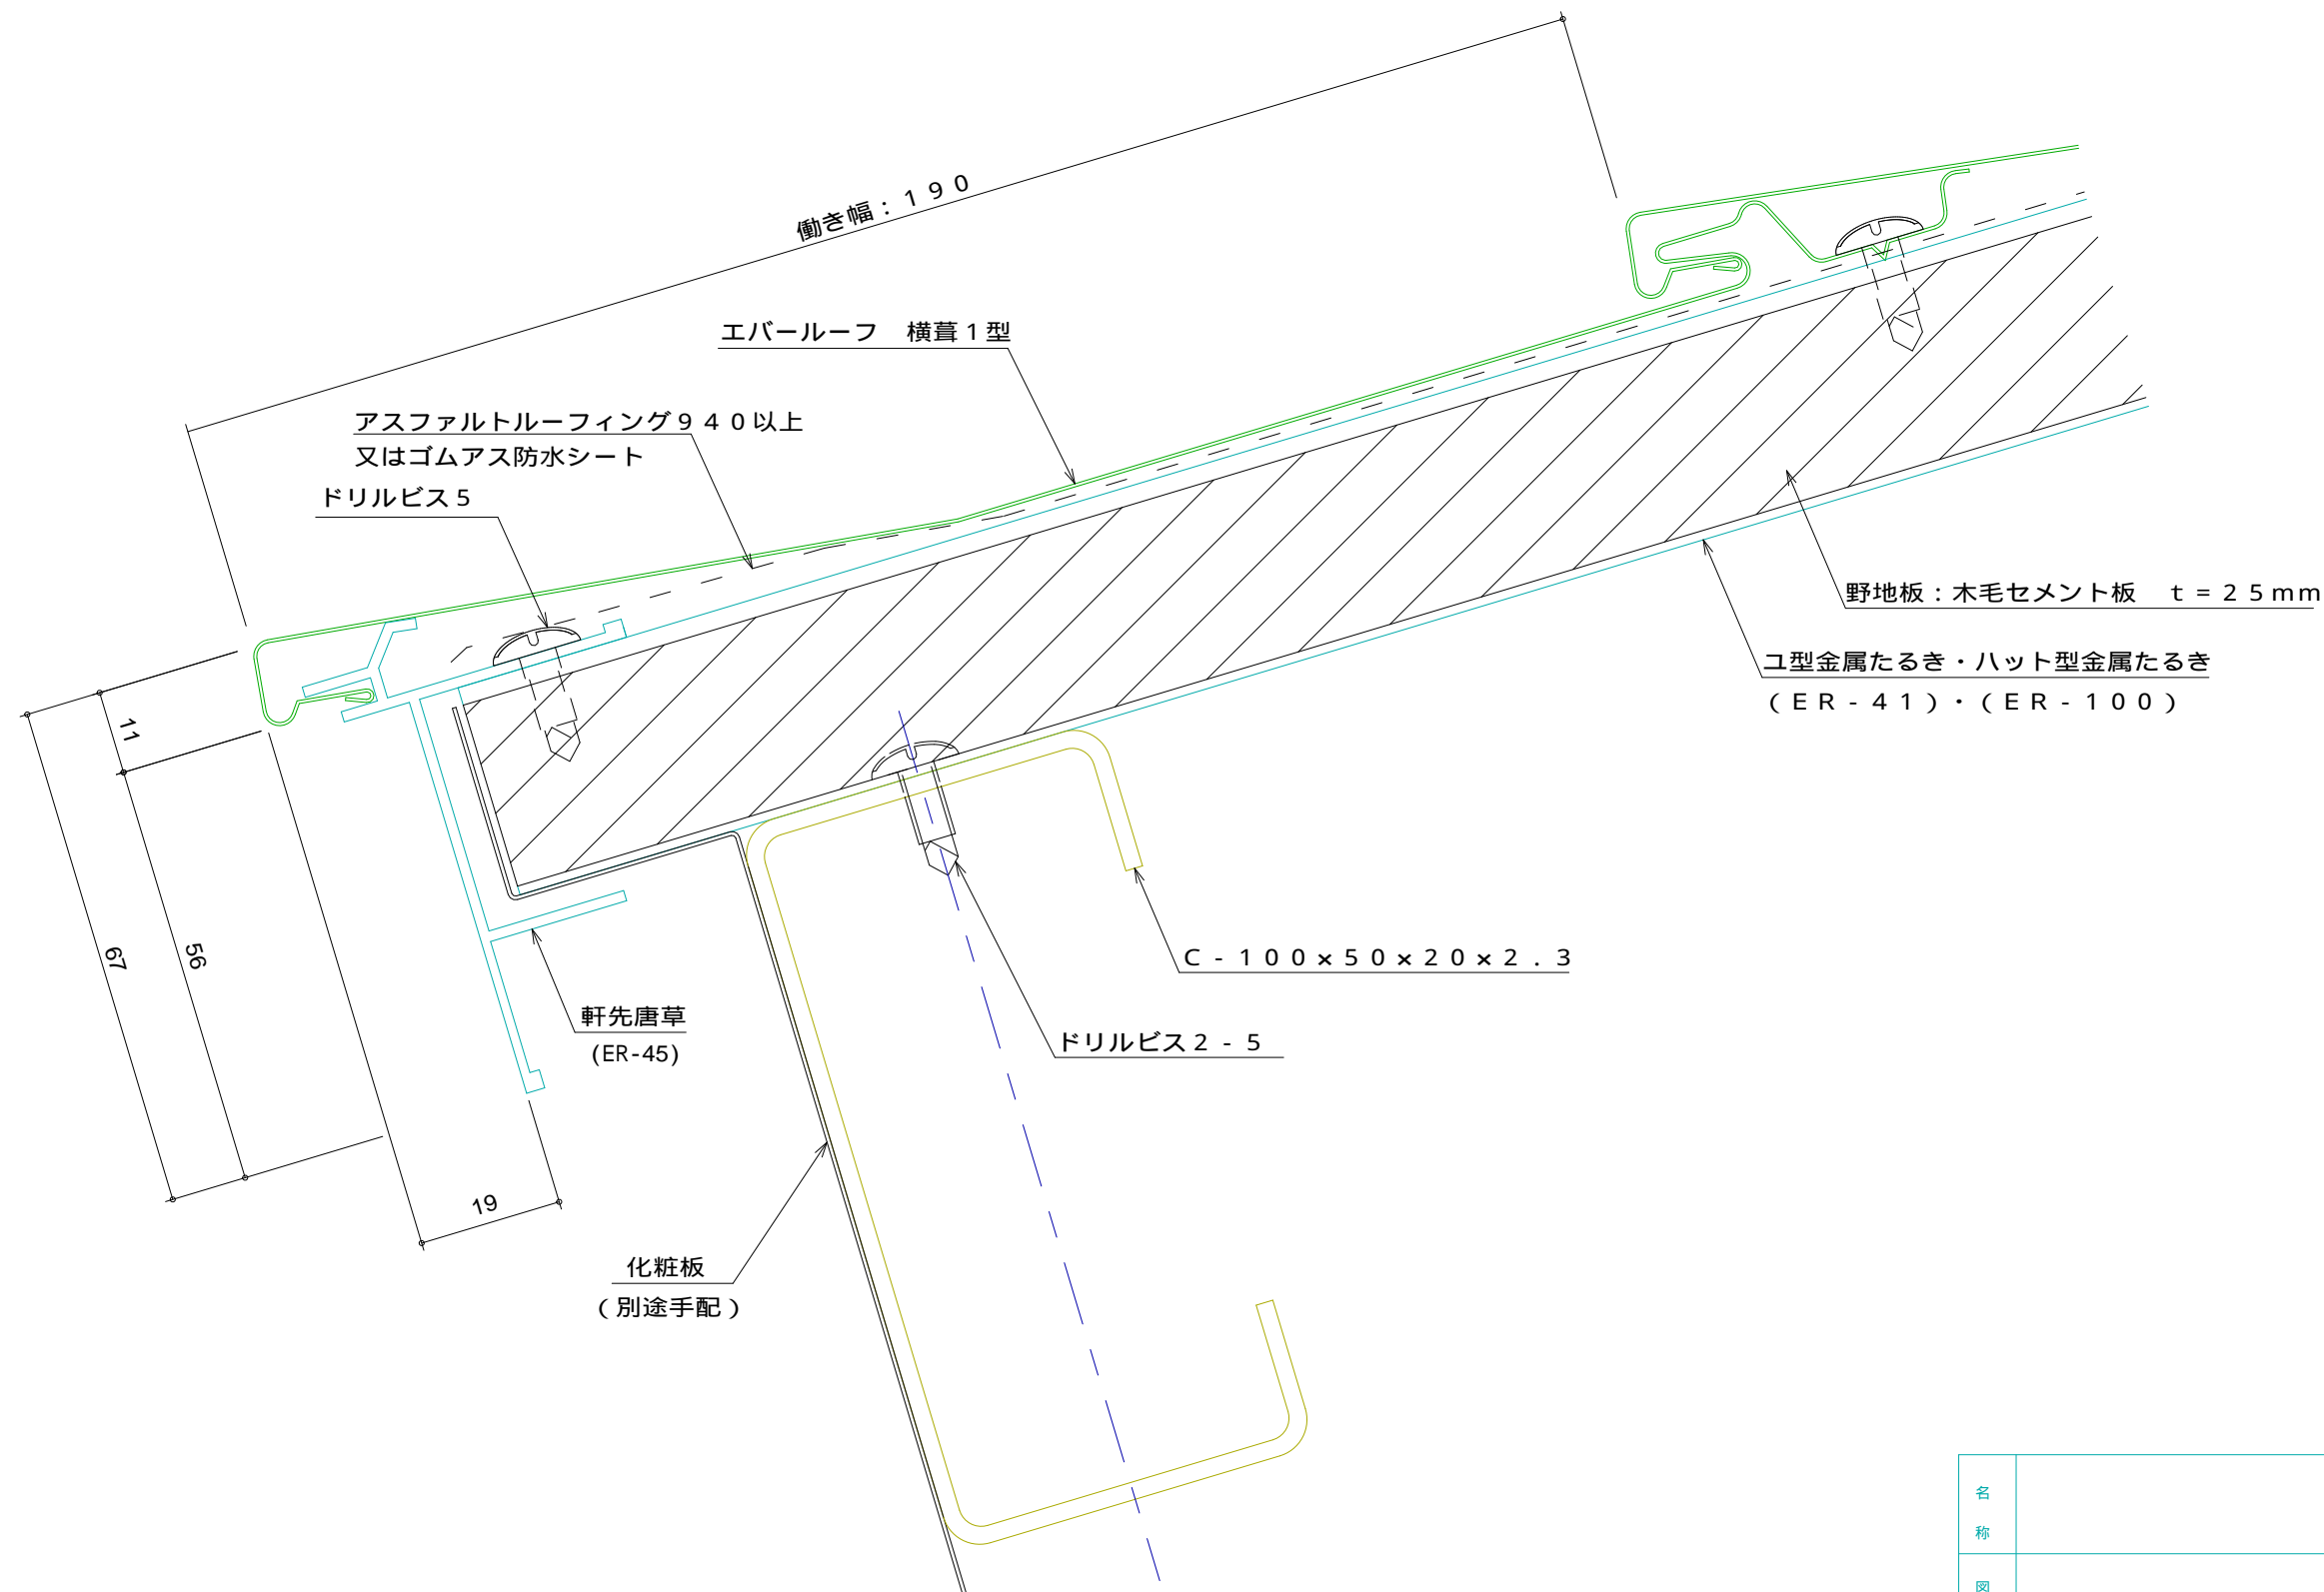 働き幅：１９０
エバールーフ　横葺１型
アスファルトルーフィング９４０以上
又はゴムアス防水シート
ドリルビス５
野地板：木毛セメント板　ｔ＝２５ｍｍ
ユ型金属たるき・ハット型金属たるき
（ＥＲ‐４１）・（ＥＲ‐１００）
11
67
56
Ｃ‐１００×５０×２０×２．３
軒先唐草
(ER-45)
ドリルビス２‐５
19
化粧板
（別途手配）
名
称
図